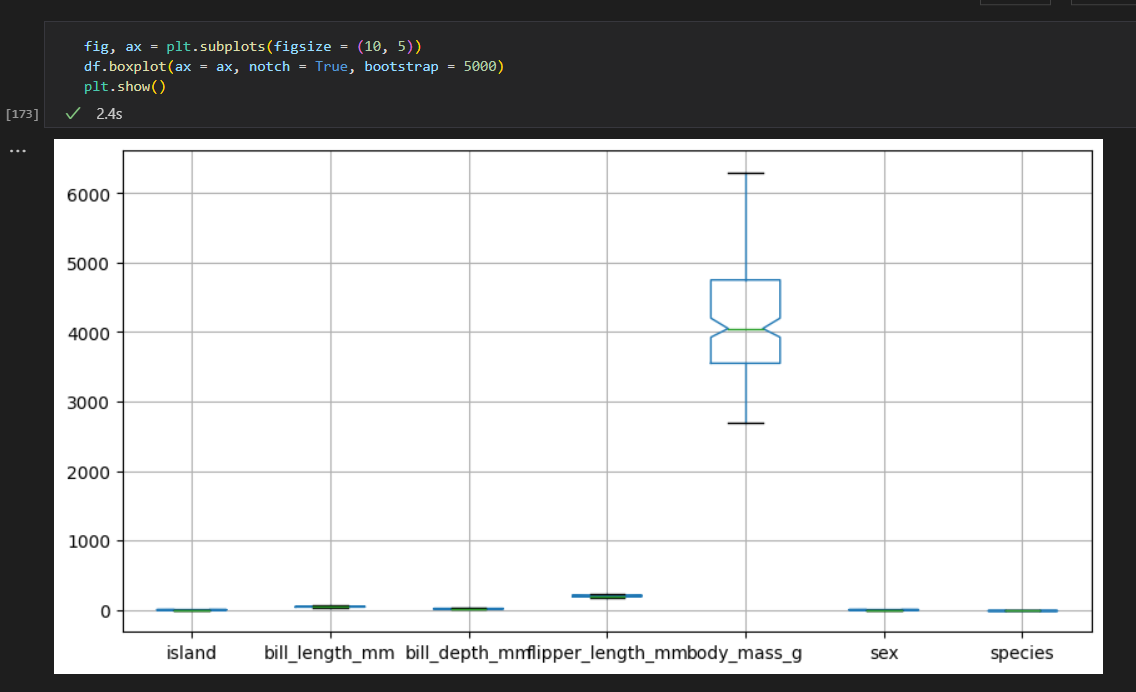 fig, ax = plt.subplots(figsize = (10, 5))
df.boxplot(ax = ax, notch = True, bootstrap = 5000)
plt.show()
[173] ✓ 2.4s
...
6000
5000
4000
3000
2000
1000
0
island bill_length_mm bill_depth_mm flipper_length_mm body_mass_g sex species